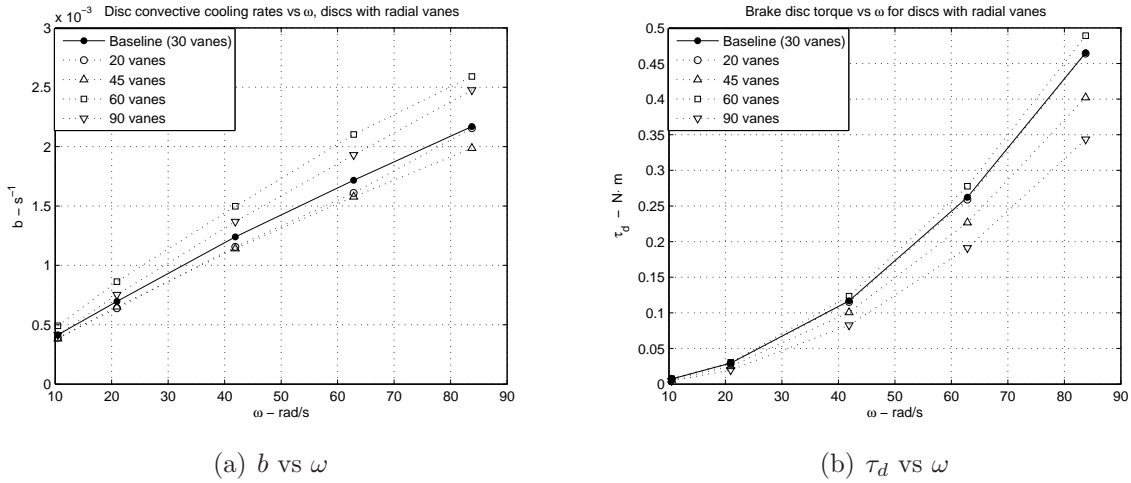 Disc convective cooling rates vs ω, discs with radial vanes
x 10⁻³
3
2.5
2
1.5
1
0.5
0
b − s⁻¹
Baseline (30 vanes)
20 vanes
45 vanes
60 vanes
90 vanes
10 20 30 40 50 60 70 80 90
ω − rad/s
(a) b vs ω
Brake disc torque vs ω for discs with radial vanes
0.5
0.45
0.4
0.35
0.3
0.25
0.2
0.15
0.1
0.05
0
τd − N· m
Baseline (30 vanes)
20 vanes
45 vanes
60 vanes
90 vanes
10 20 30 40 50 60 70 80 90
ω − rad/s
(b) τd vs ω